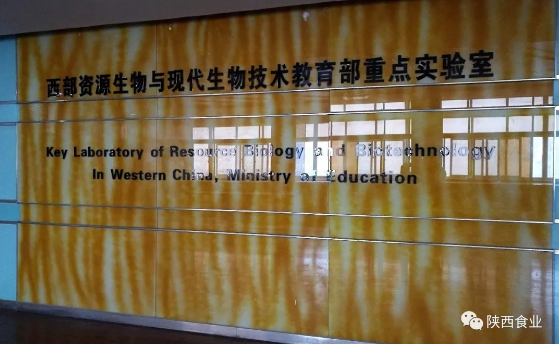 西部资源生物与现代生物技术教育部重点实验室
Key Laboratory of Resource Biology and Biotechnology
In Western China, Ministry of Education
陕西食业